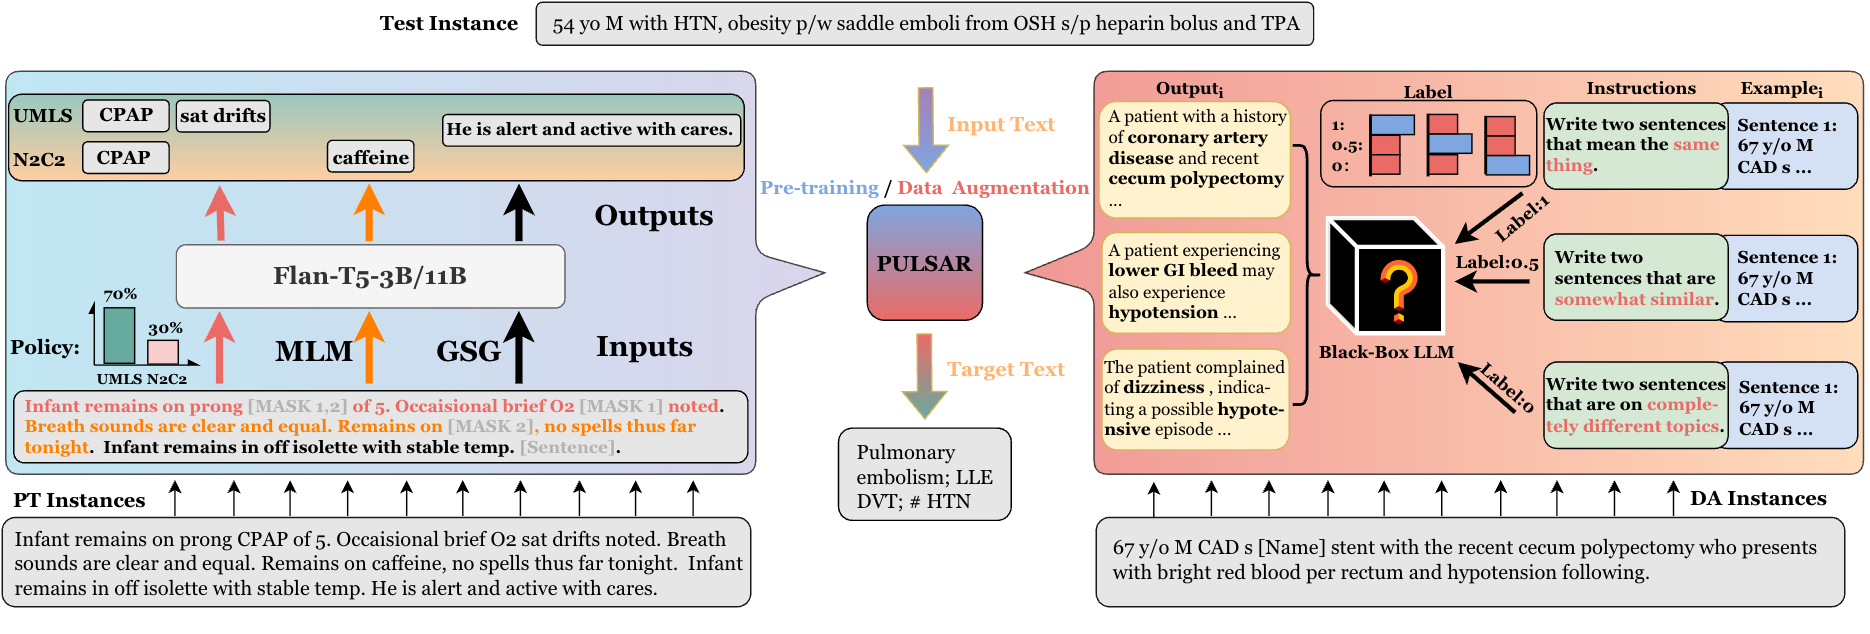 Test Instance
54 yo M with HTN, obesity p/w saddle emboli from OSH s/p heparin bolus and TPA
UMLS
CPAP
sat drifts
He is alert and active with cares.
N2C2
CPAP
caffeine
Outputs
Flan-T5-3B/11B
Policy:
70%
30%
UMLS N2C2
MLM
GSG
Inputs
Infant remains on prong [MASK 1,2] of 5. Occaisional brief O2 [MASK 1] noted.
Breath sounds are clear and equal. Remains on [MASK 2], no spells thus far
tonight. Infant remains in off isolette with stable temp. [Sentence].
PT Instances
Infant remains on prong CPAP of 5. Occaisional brief O2 sat drifts noted. Breath
sounds are clear and equal. Remains on caffeine, no spells thus far tonight. Infant
remains in off isolette with stable temp. He is alert and active with cares.
Input Text
Pre-training / Data Augmentation
PULSAR
Target Text
Pulmonary
embolism; LLE
DVT; # HTN
Outputi
A patient with a history
of coronary artery
disease and recent
cecum polypectomy
...
A patient experiencing
lower GI bleed may
also experience
hypotension ...
The patient complained
of dizziness , indica-
ting a possible hypote-
nsive episode ...
Label
1:
0.5:
0:
Black-Box LLM
Label:1
Label:0.5
Label:0
Instructions
Examplei
Write two sentences
that mean the same
thing.
Sentence 1:
67 y/o M
CAD s ...
Write two
sentences that are
somewhat similar.
Sentence 1:
67 y/o M
CAD s ...
Write two sentences
that are on comple-
tely different topics.
Sentence 1:
67 y/o M
CAD s ...
DA Instances
67 y/o M CAD s [Name] stent with the recent cecum polypectomy who presents
with bright red blood per rectum and hypotension following.